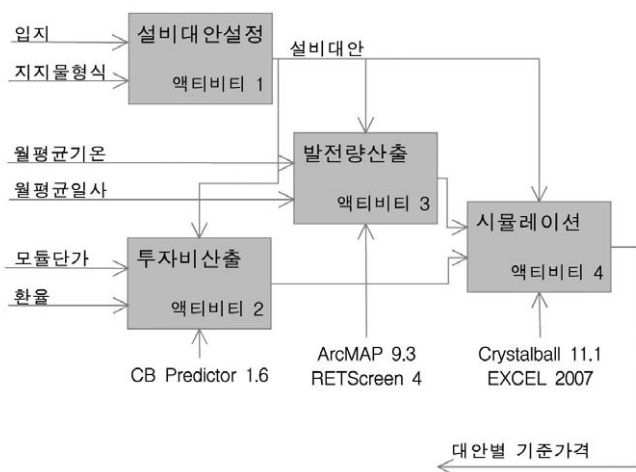 입지
설비대안설정
설비대안
지지물형식
액티비티 1
월평균기온
발전량산출
월평균일사
액티비티 3
시뮬레이션
모듈단가
투자비산출
액티비티 4
환율
액티비티 2
ArcMAP 9.3
Crystalball 11.1
CB Predictor 1.6
RETScreen 4
EXCEL 2007
대안별 기준가격